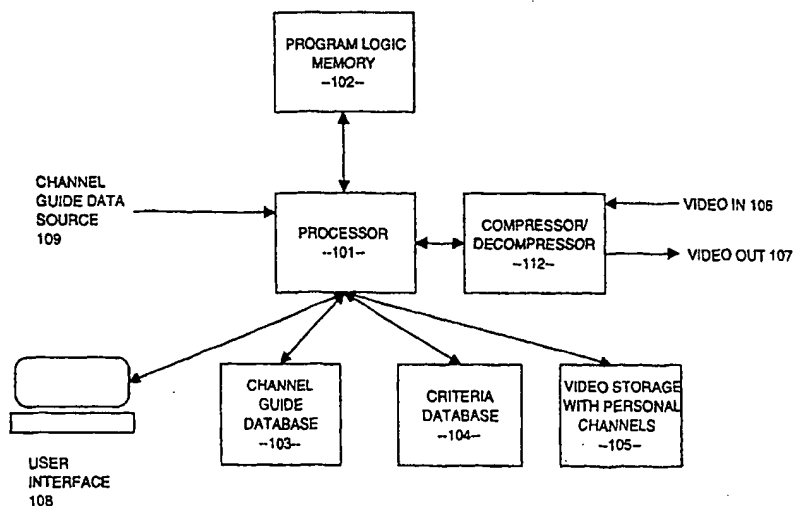 PROGRAM LOGIC
MEMORY
--102--
CHANNEL
GUIDE DATA
SOURCE
109
PROCESSOR
--101--
COMPRESSOR/
DECOMPRESSOR
--112--
VIDEO IN 106
VIDEO OUT 107
USER
INTERFACE
108
CHANNEL
GUIDE
DATABASE
--103--
CRITERIA
DATABASE
--104--
VIDEO STORAGE
WITH PERSONAL
CHANNELS
--105--